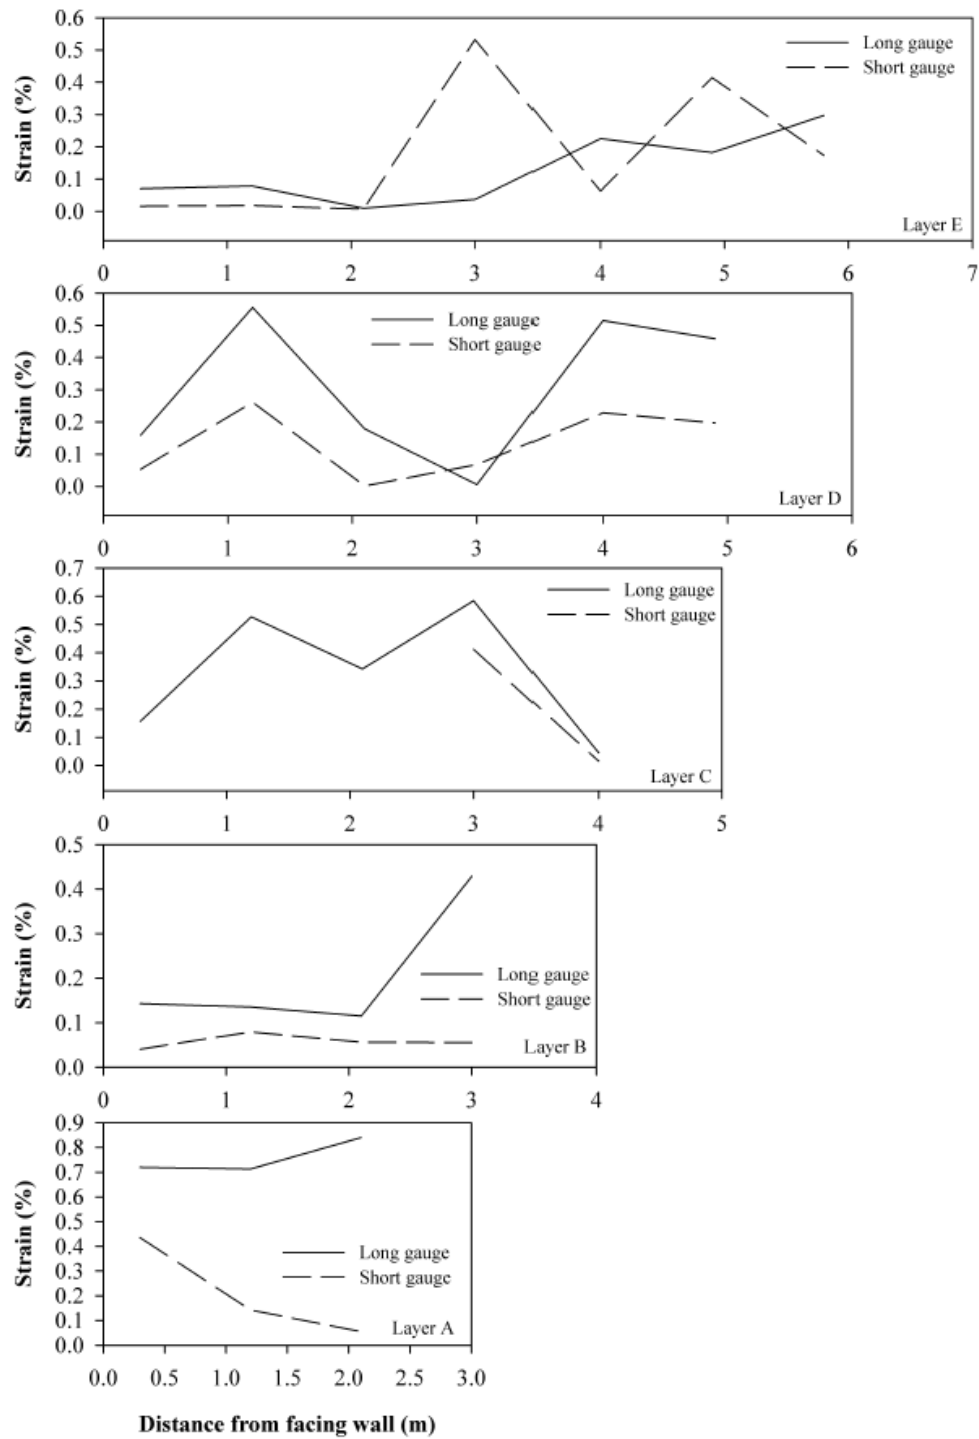 0.6
0.5
0.4
0.3
0.2
0.1
0.0
Strain (%)
Long gauge
Short gauge
Layer E
0 1 2 3 4 5 6 7
0.6
0.5
0.4
0.3
0.2
0.1
0.0
Strain (%)
Long gauge
Short gauge
Layer D
0 1 2 3 4 5 6
0.7
0.6
0.5
0.4
0.3
0.2
0.1
0.0
Strain (%)
Long gauge
Short gauge
Layer C
0 1 2 3 4 5
0.5
0.4
0.3
0.2
0.1
0.0
Strain (%)
Long gauge
Short gauge
Layer B
0 1 2 3 4
0.9
0.8
0.7
0.6
0.5
0.4
0.3
0.2
0.1
0.0
Strain (%)
Long gauge
Short gauge
Layer A
0.0 0.5 1.0 1.5 2.0 2.5 3.0
Distance from facing wall (m)